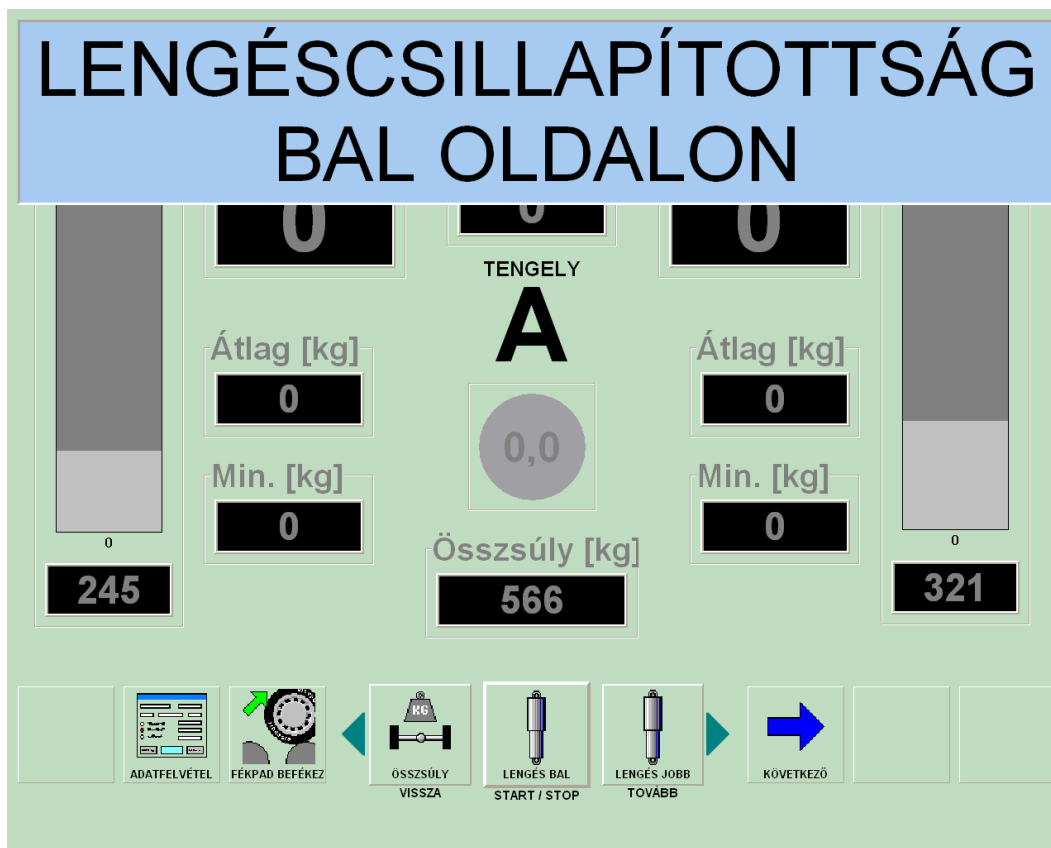 LENGÉSCSILLAPÍTOTTSÁG
BAL OLDALON
0
0
0
TENGELY
A
Átlag [kg]
0
Átlag [kg]
0
0,0
Min. [kg]
0
Min. [kg]
0
0
0
Összsúly [kg]
245
566
321
KG
ADATFELVÉTEL
FÉKPAD BEFÉKEZ
ÖSSZSÚLY
LENGÉS BAL
LENGÉS JOBB
KÖVETKEZŐ
VISSZA
START / STOP
TOVÁBB